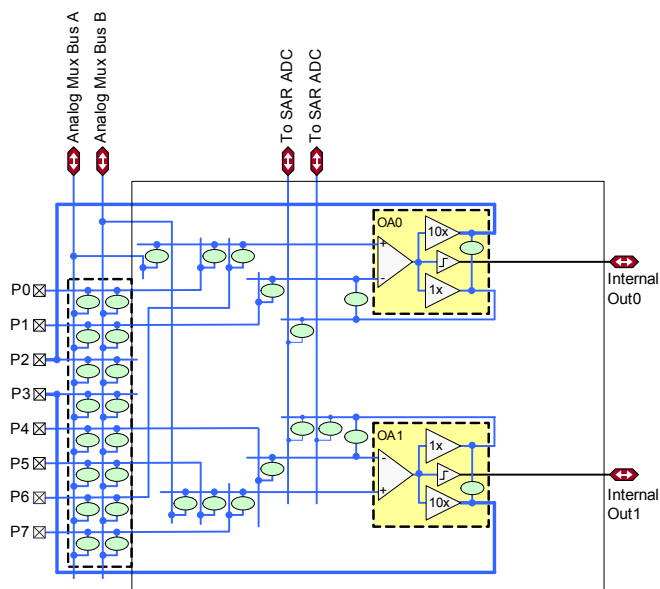 Analog Mux Bus A
Analog Mux Bus B
To SAR ADC
To SAR ADC
OA0
+
-
10x
1x
Internal
Out0
P0
P1
P2
P3
P4
P5
P6
P7
OA1
-
+
1x
10x
Internal
Out1